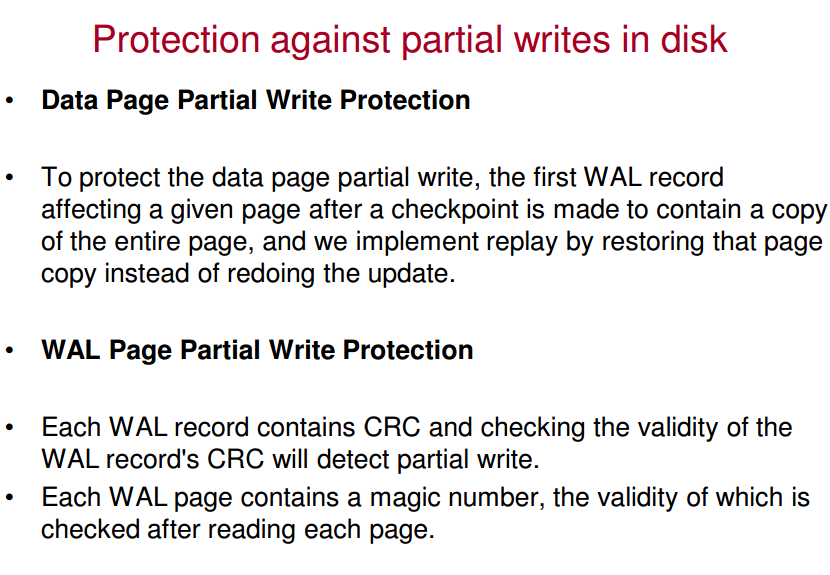 Protection against partial writes in disk
• Data Page Partial Write Protection
• To protect the data page partial write, the first WAL record
affecting a given page after a checkpoint is made to contain a copy
of the entire page, and we implement replay by restoring that page
copy instead of redoing the update.
• WAL Page Partial Write Protection
• Each WAL record contains CRC and checking the validity of the
WAL record's CRC will detect partial write.
• Each WAL page contains a magic number, the validity of which is
checked after reading each page.